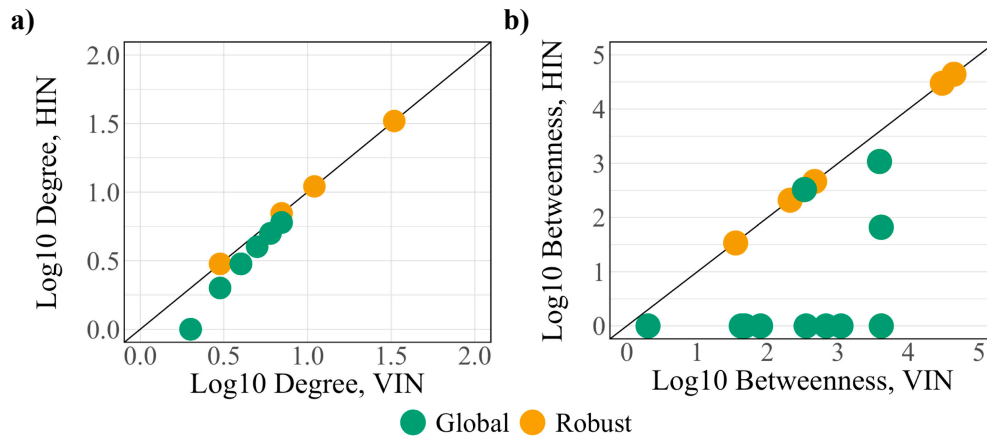 a)
Log10 Degree, HIN
2.0
1.5
1.0
0.5
0.0
0.0 0.5 1.0 1.5 2.0
Log10 Degree, VIN
b)
Log10 Betweenness, HIN
5
4
3
2
1
0
0 1 2 3 4 5
Log10 Betweenness, VIN
Global Robust